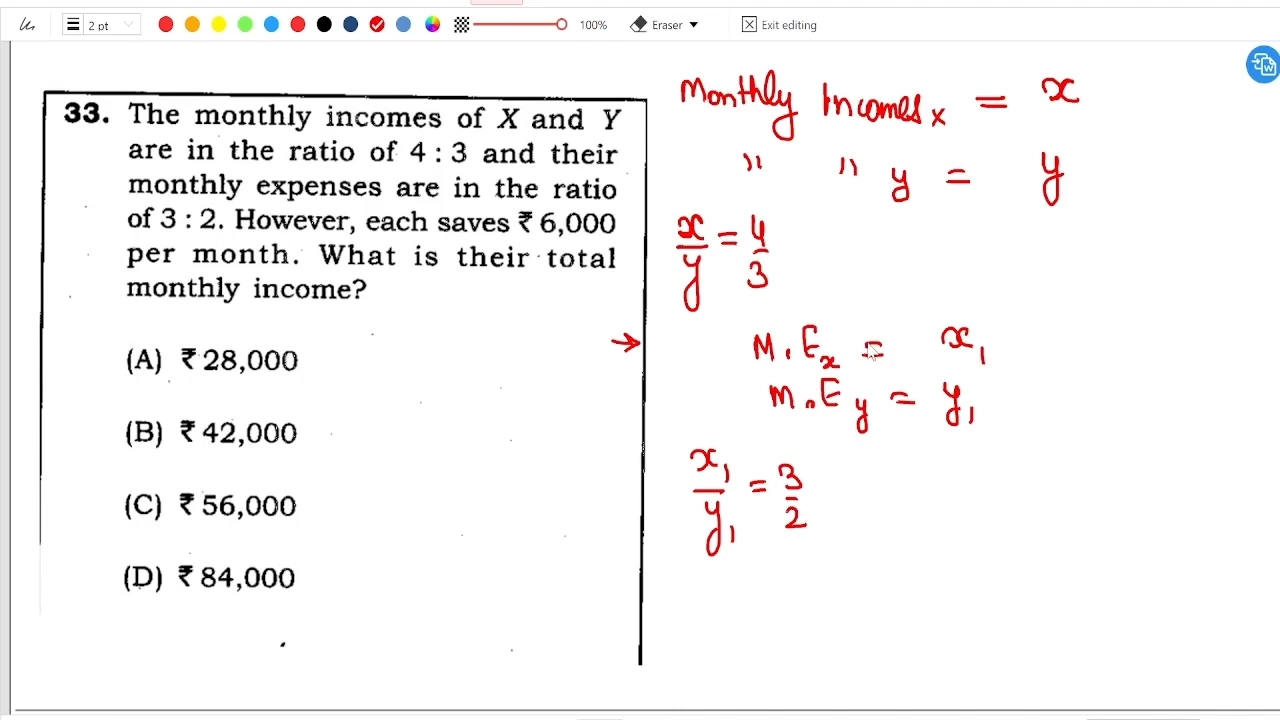 2 pt
100%
Eraser
Exit editing
33. The monthly incomes of X and Y
are in the ratio of 4 : 3 and their
monthly expenses are in the ratio
of 3 : 2. However, each saves ₹ 6,000
per month. What is their total
monthly income?
(A) ₹ 28,000
(B) ₹ 42,000
(C) ₹ 56,000
(D) ₹ 84,000
Monthly Incomes x = x
" " y = y
x/y = 4/3
M.E x = x₁
M.E y = y₁
x₁/y₁ = 3/2
W